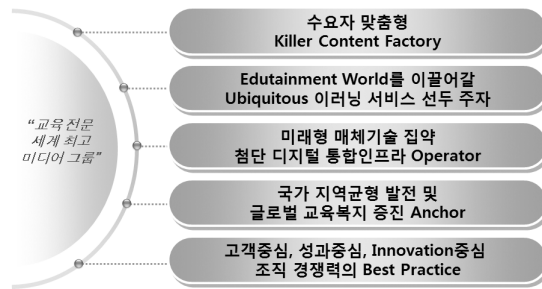 “교육전문
세계 최고
미디어 그룹”
수요자 맞춤형
Killer Content Factory
Edutainment World를 이끌어갈
Ubiquitous 이러닝 서비스 선두 주자
미래형 매체기술 집약
첨단 디지털 통합인프라 Operator
국가 지역균형 발전 및
글로벌 교육복지 증진 Anchor
고객중심, 성과중심, Innovation중심
조직 경쟁력의 Best Practice